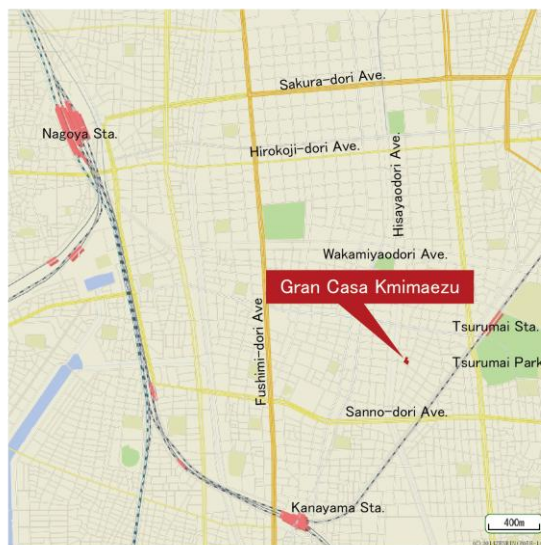 Sakura-dori Ave.
Nagoya Sta.
Hirokoji-dori Ave.
Hisayaodori Ave.
Wakamiyaodori Ave.
Gran Casa Kmimaezu
Fushimi-dori Ave
Tsurumai Sta.
Tsurumai Park
Sanno-dori Ave.
Kanayama Sta.
400m